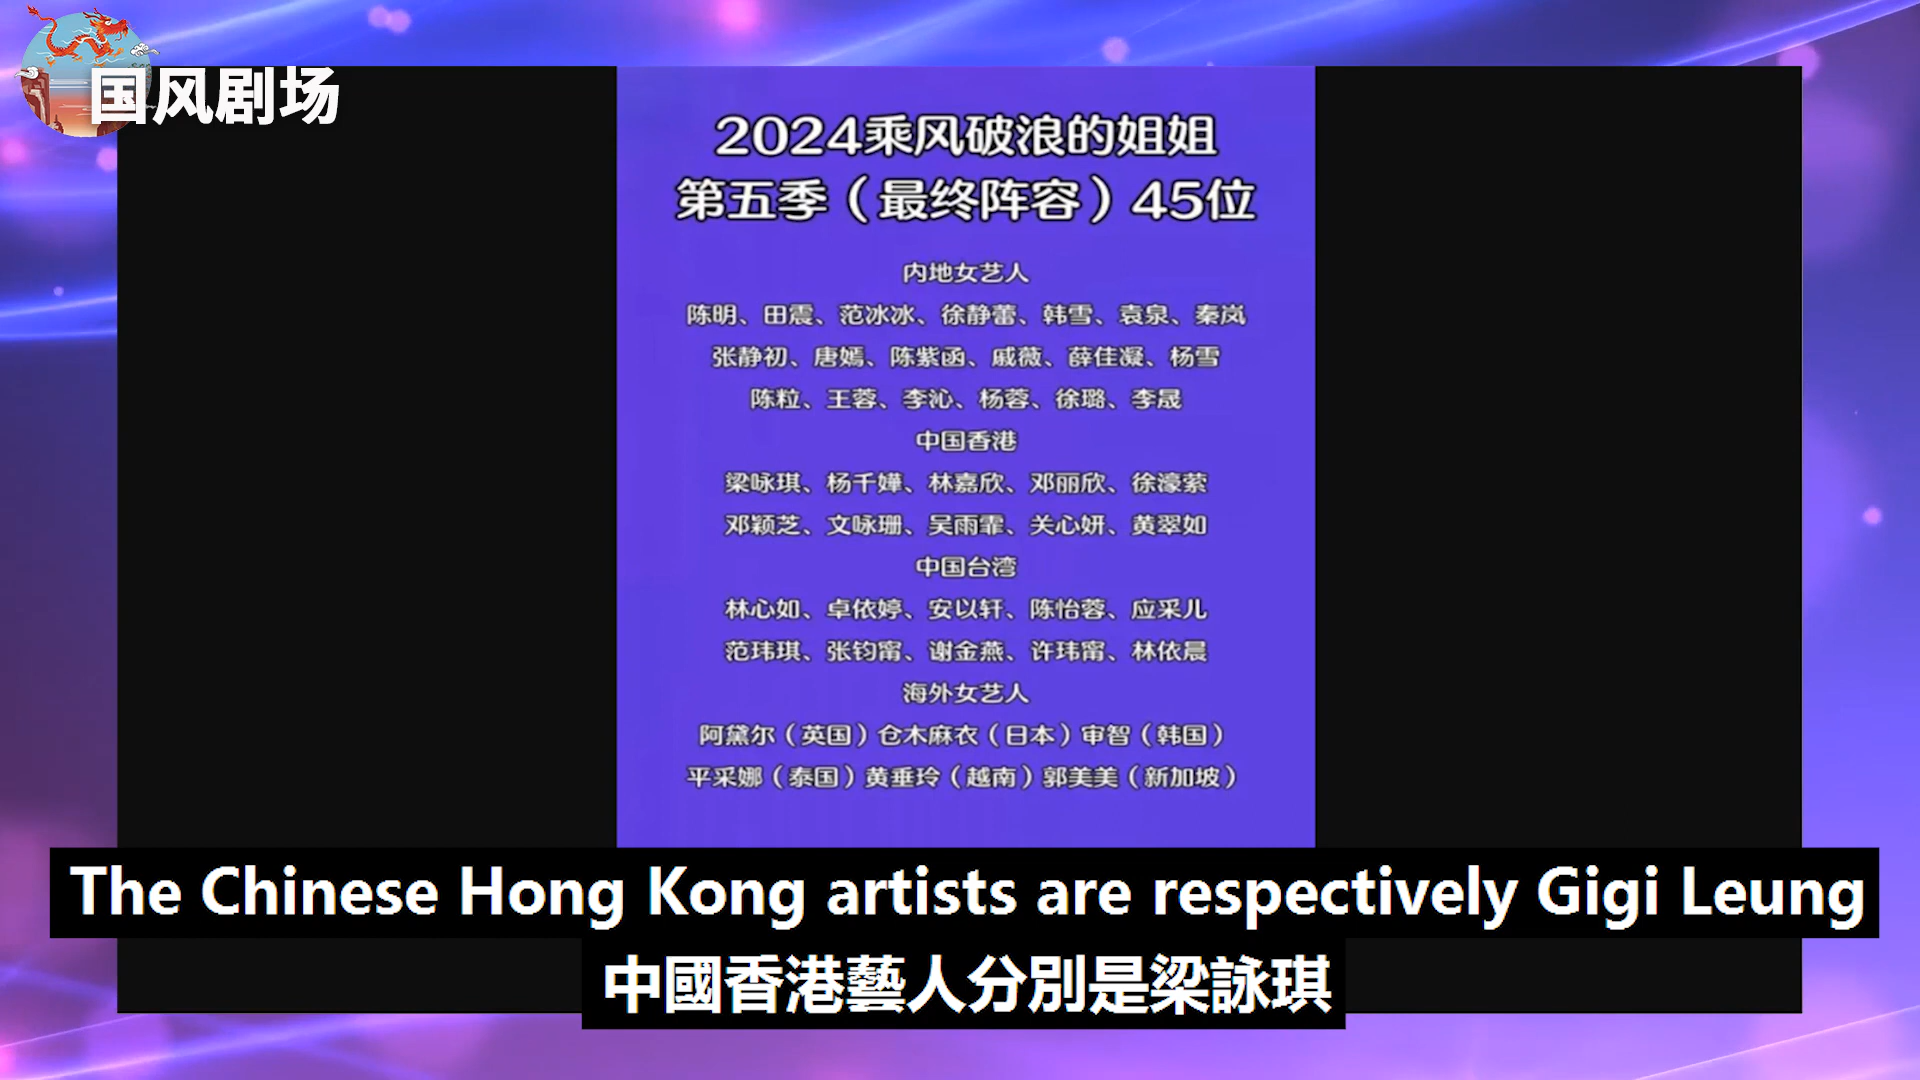 国风剧场
2024乘风破浪的姐姐
第五季（最终阵容）45位
内地女艺人
陈明、田震、范冰冰、徐静蕾、韩雪、袁泉、秦岚
张静初、唐嫣、陈紫函、戚薇、薛佳凝、杨雪
陈粒、王蓉、李沁、杨蓉、徐璐、李晟
中国香港
梁咏琪、杨千嬅、林嘉欣、邓丽欣、徐濠萦
邓颖芝、文咏珊、吴雨霏、关心妍、黄翠如
中国台湾
林心如、卓依婷、安以轩、陈怡蓉、应采儿
范玮琪、张钧甯、谢金燕、许玮甯、林依晨
海外女艺人
阿黛尔（英国）仓木麻衣（日本）审智（韩国）
平采娜（泰国）黄垂玲（越南）郭美美（新加坡）
The Chinese Hong Kong artists are respectively Gigi Leung
中國香港藝人分別是梁詠琪